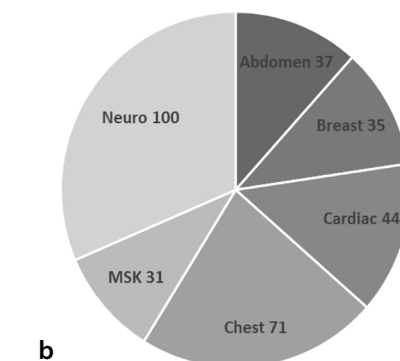 Abdomen 37
Neuro 100
Breast 35
Cardiac 44
MSK 31
Chest 71
b